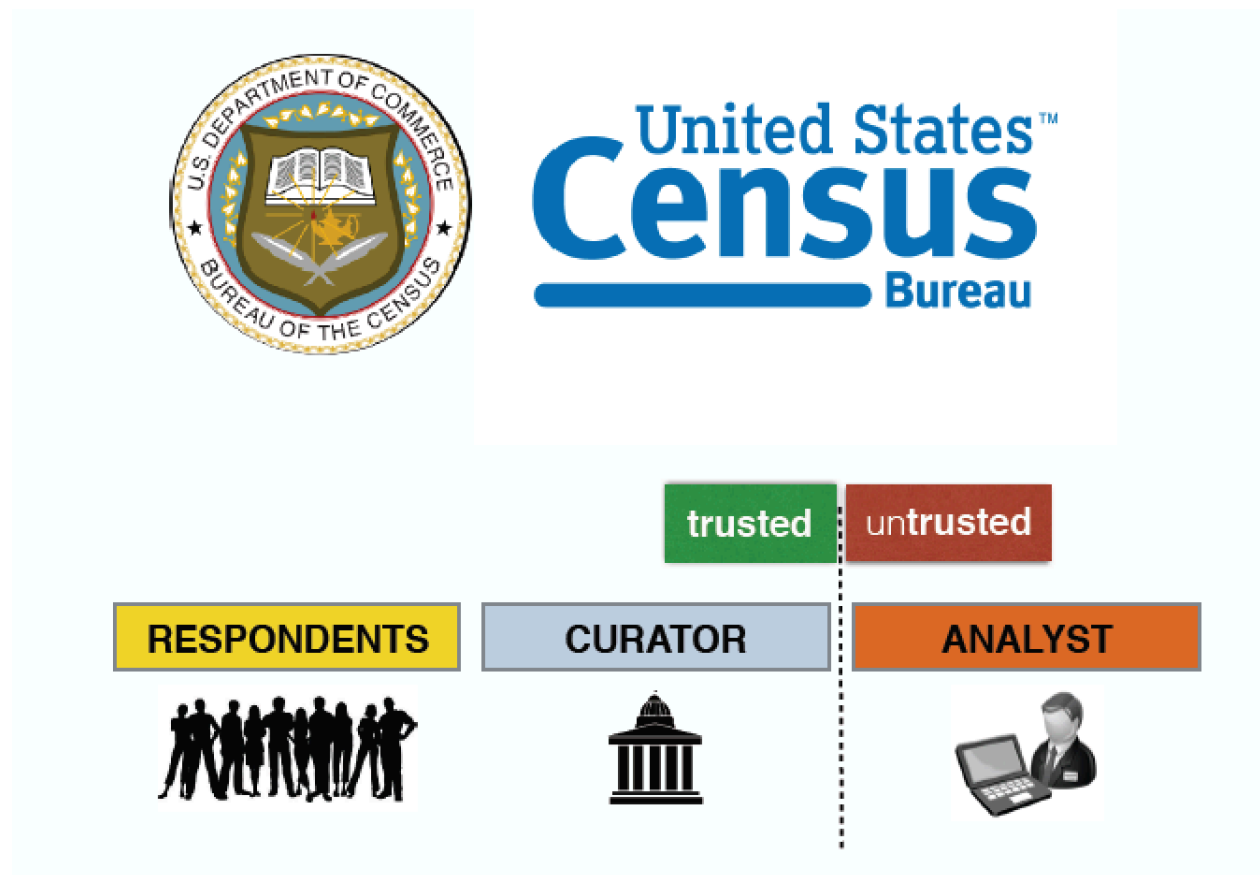 U.S. DEPARTMENT OF COMMERCE
BUREAU OF THE CENSUS
United States™
Census
Bureau
trusted
untrusted
RESPONDENTS
CURATOR
ANALYST